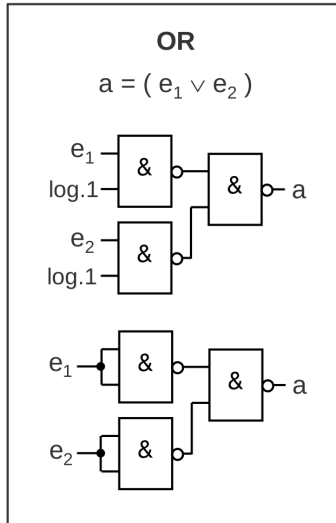 OR
a = ( e₁ ∨ e₂ )
e₁
&
log.1
&
a
e₂
&
log.1
e₁
&
&
a
e₂
&